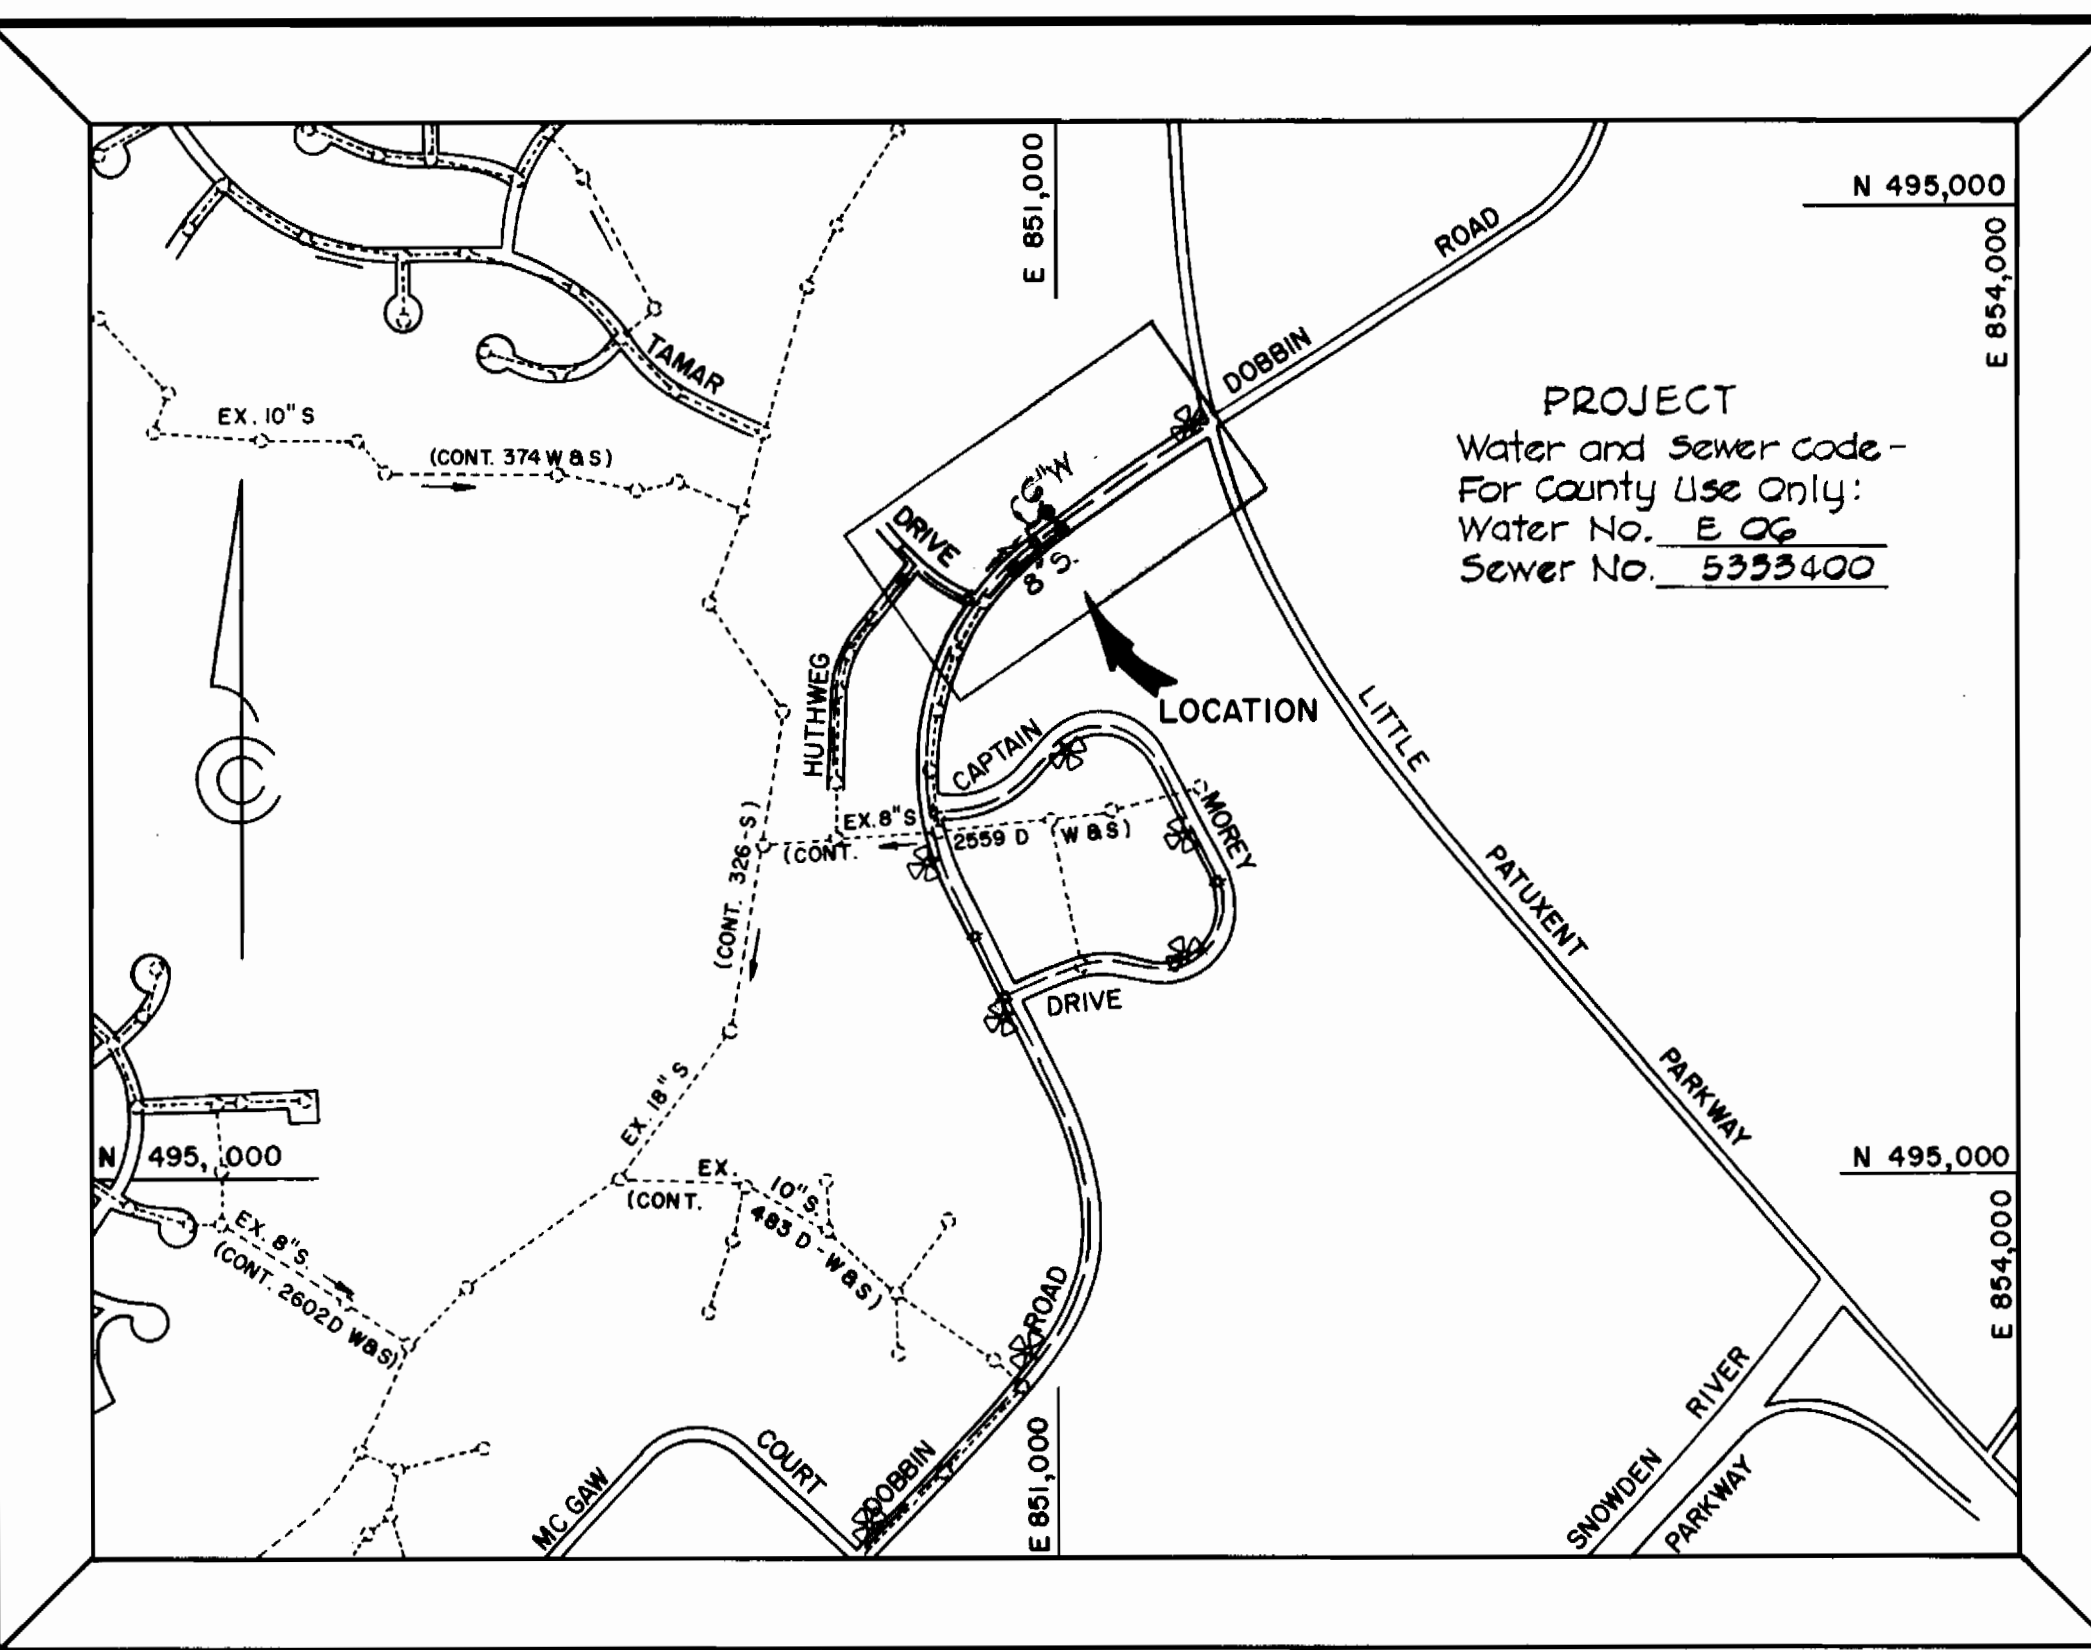 E 851,000
N 495,000
E 854,000
ROAD
DOBBIN
TAMAR
EX. 10" S
(CONT. 374 W & S)
PROJECT
Water and Sewer code-
For County Use Only:
Water No. E 06
Sewer No. 5333400
DRIVE
6" W
8" S.
LOCATION
HUTHWEG
CAPTAIN
MOREY
DRIVE
LITTLE
PATUXENT
PARKWAY
EX. 8" S
(CONT. 2559 D (W & S)
(CONT. 326-S)
EX. 18" S
N 495,000
N 495,000
E 854,000
EX. 10" S.
(CONT. 483 D - W & S)
EX. 8" S.
(CONT. 2602 D W & S)
ROAD
DOBBIN
MC GAW
COURT
E 851,000
SNOWDEN
RIVER
PARKWAY